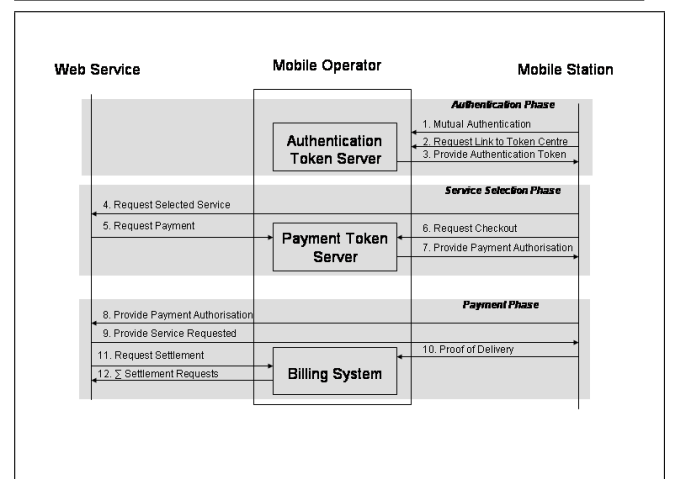 Web Service
Mobile Operator
Mobile Station
Authentication Phase
1. Mutual Authentication
2. Request Link to Token Centre
3. Provide Authentication Token
Authentication
Token Server
Service Selection Phase
4. Request Selected Service
5. Request Payment
6. Request Checkout
7. Provide Payment Authorisation
Payment Token
Server
Payment Phase
8. Provide Payment Authorisation
9. Provide Service Requested
10. Proof of Delivery
11. Request Settlement
12. ∑ Settlement Requests
Billing System